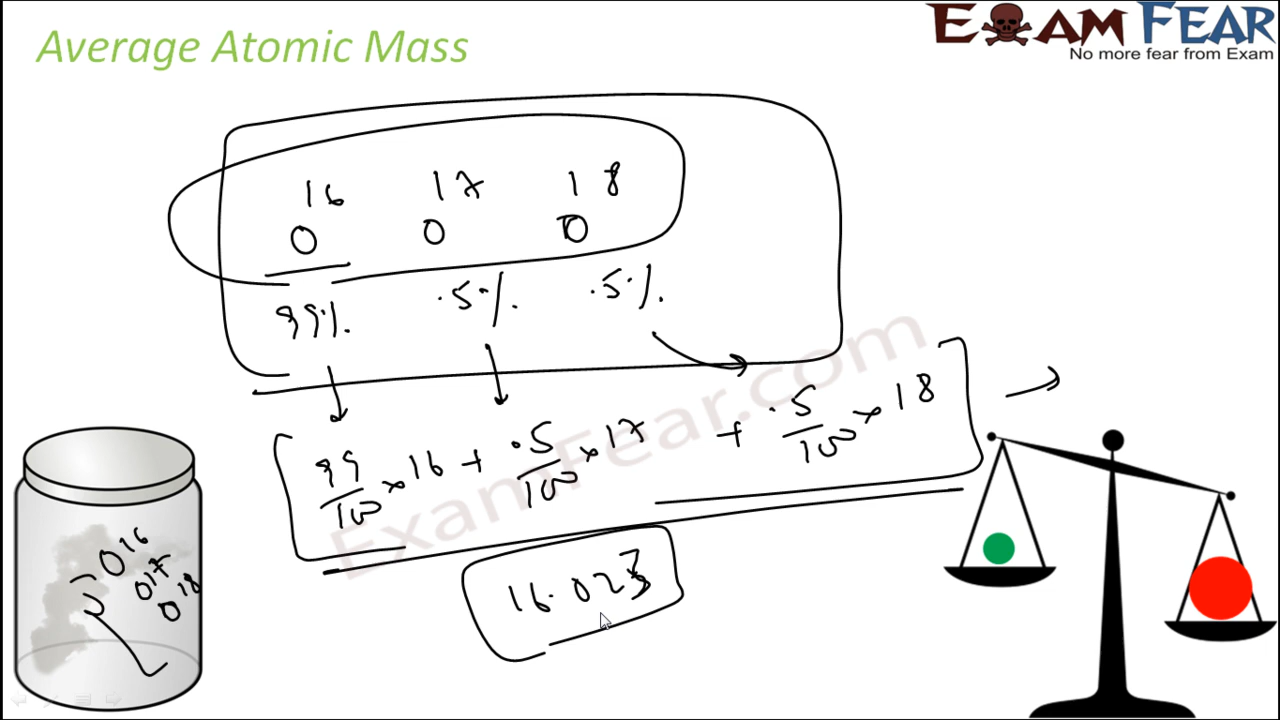 Average Atomic Mass
EXAM FEAR
No more fear from Exam
16 17 18
O O O
99% .5% .5%
99/100 × 16 + .5/100 × 17 + .5/100 × 18
16.023
O16
O17
O18
ExamFear.com